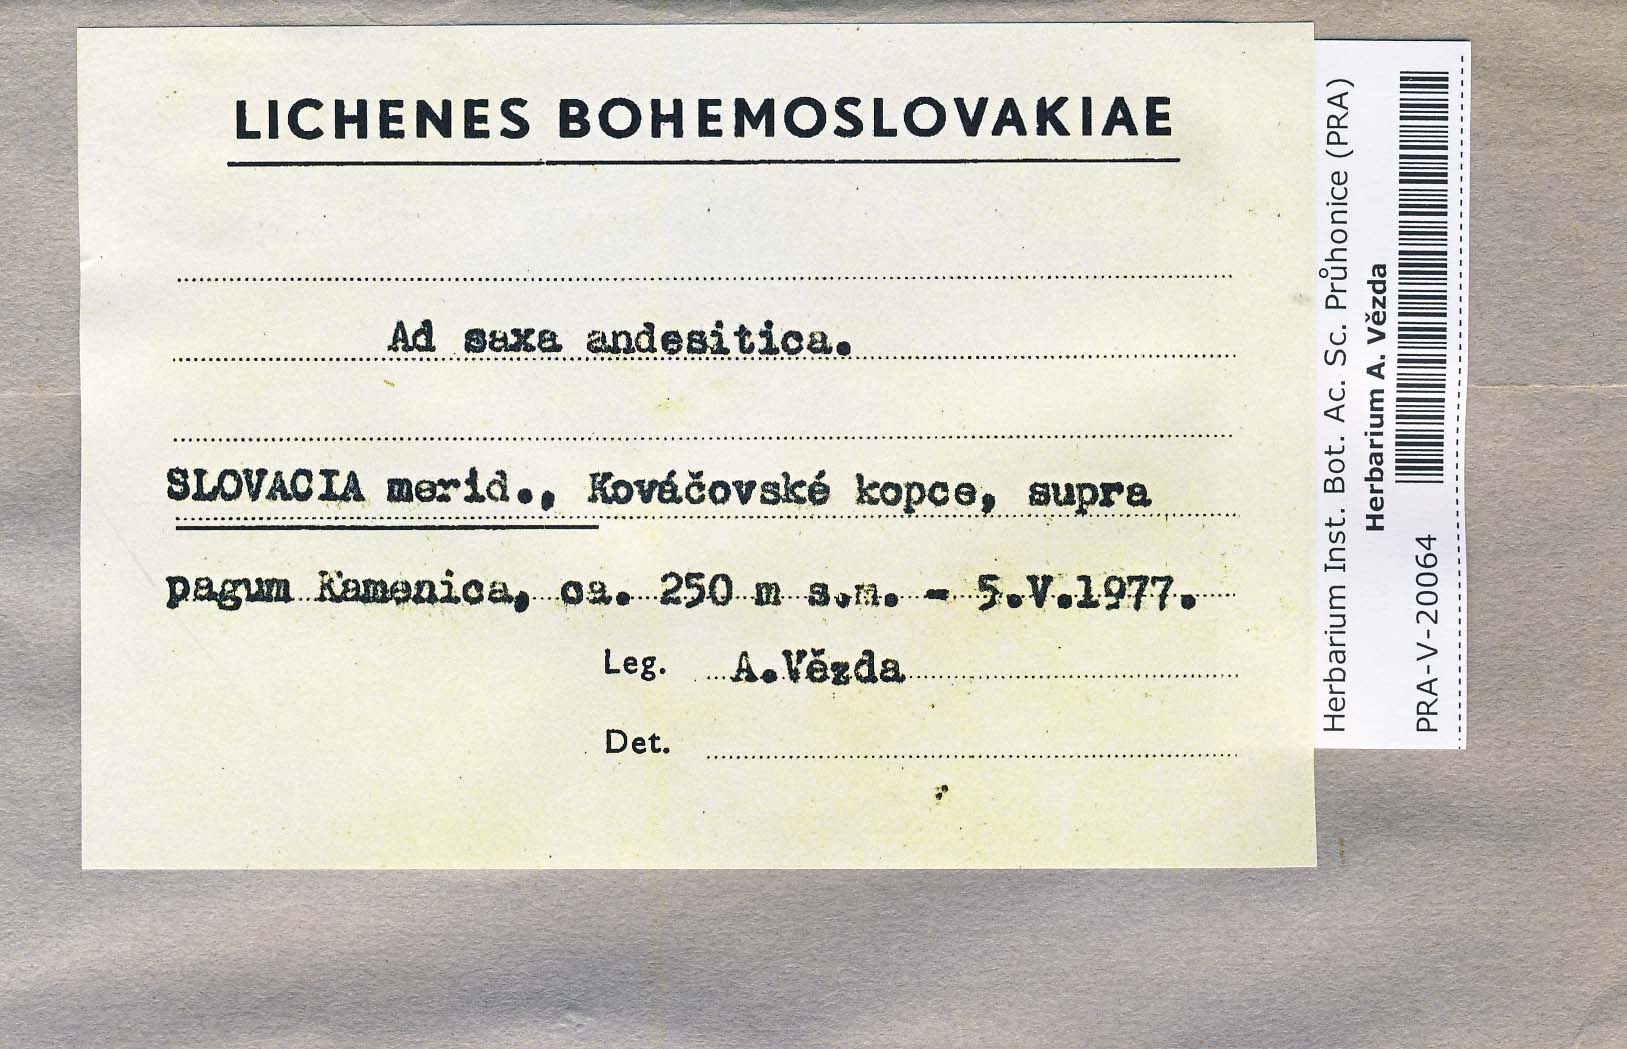 LICHENES BOHEMOSLOVAKIAE
Ad saxa andesitica.
SLOVACIA merid., Kováčovské kopce, supra
pagum Kamenica, ca. 250 m s.m. - 5.V.1977.
Leg. A.Vězda
Det.
Herbarium Inst. Bot. Ac. Sc. Průhonice (PRA)
Herbarium A. Vězda
PRA-V-20064